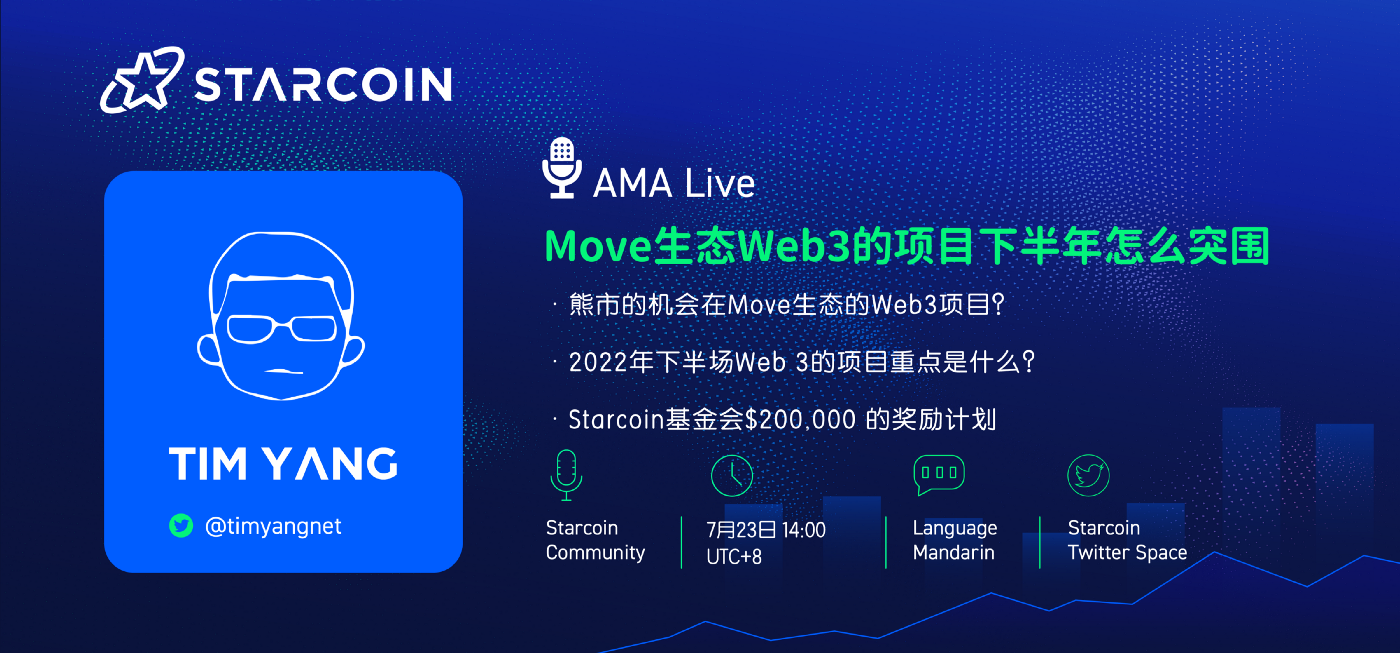 STARCOIN
AMA Live
Move生态Web3的项目下半年怎么突围
· 熊市的机会在Move生态的Web3项目?
· 2022年下半场Web 3的项目重点是什么?
· Starcoin基金会$200,000 的奖励计划
TIM YANG
@timyangnet
Starcoin
Community
7月23日 14:00
UTC+8
Language
Mandarin
Starcoin
Twitter Space